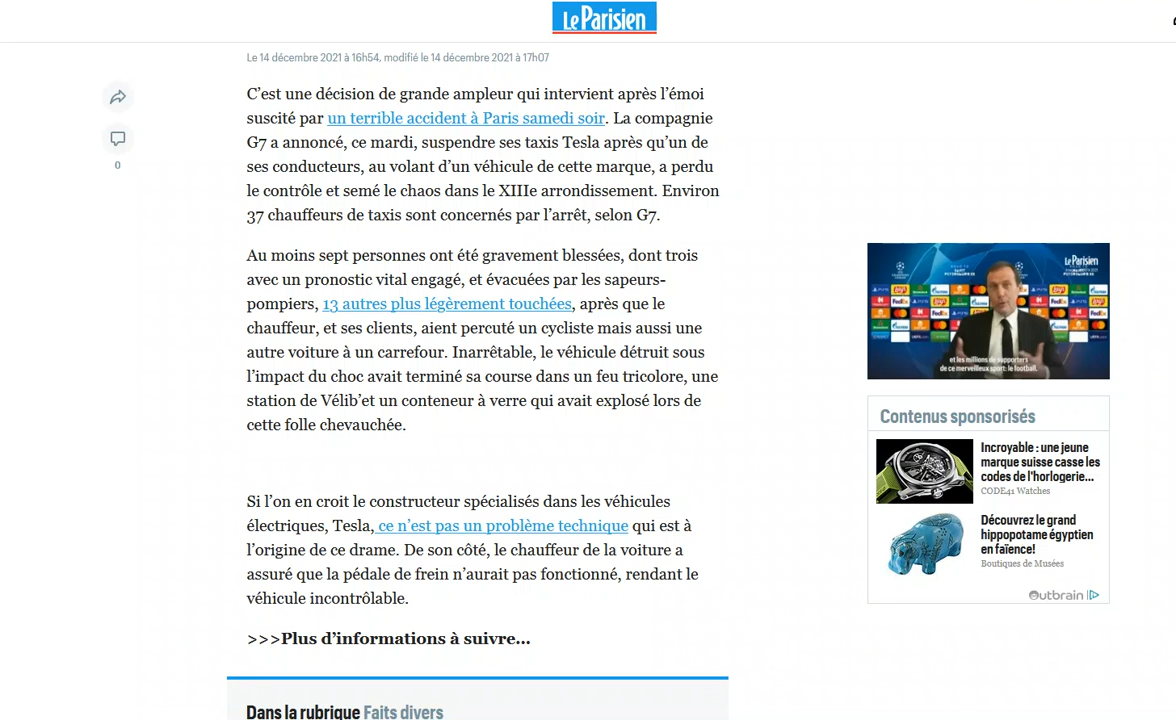 Le Parisien
Le 14 décembre 2021 à 16h54, modifié le 14 décembre 2021 à 17h07
C’est une décision de grande ampleur qui intervient après l’émoi
suscité par un terrible accident à Paris samedi soir. La compagnie
G7 a annoncé, ce mardi, suspendre ses taxis Tesla après qu’un de
ses conducteurs, au volant d’un véhicule de cette marque, a perdu
le contrôle et semé le chaos dans le XIIIe arrondissement. Environ
37 chauffeurs de taxis sont concernés par l’arrêt, selon G7.
0
Au moins sept personnes ont été gravement blessées, dont trois
avec un pronostic vital engagé, et évacuées par les sapeurs-
pompiers, 13 autres plus légèrement touchées, après que le
chauffeur, et ses clients, aient percuté un cycliste mais aussi une
autre voiture à un carrefour. Inarrêtable, le véhicule détruit sous
l’impact du choc avait terminé sa course dans un feu tricolore, une
station de Vélib’et un conteneur à verre qui avait explosé lors de
cette folle chevauchée.
Si l’on en croit le constructeur spécialisés dans les véhicules
électriques, Tesla, ce n’est pas un problème technique qui est à
l’origine de ce drame. De son côté, le chauffeur de la voiture a
assuré que la pédale de frein n’aurait pas fonctionné, rendant le
véhicule incontrôlable.
>>>Plus d’informations à suivre...
Dans la rubrique Faits divers
Le Parisien
FedEx
et les millions de supporters
de ce merveilleux sport: le football.
Contenus sponsorisés
Incroyable : une jeune
marque suisse casse les
codes de l'horlogerie...
CODE41 Watches
Découvrez le grand
hippopotame égyptien
en faïence!
Boutiques de Musées
Outbrain